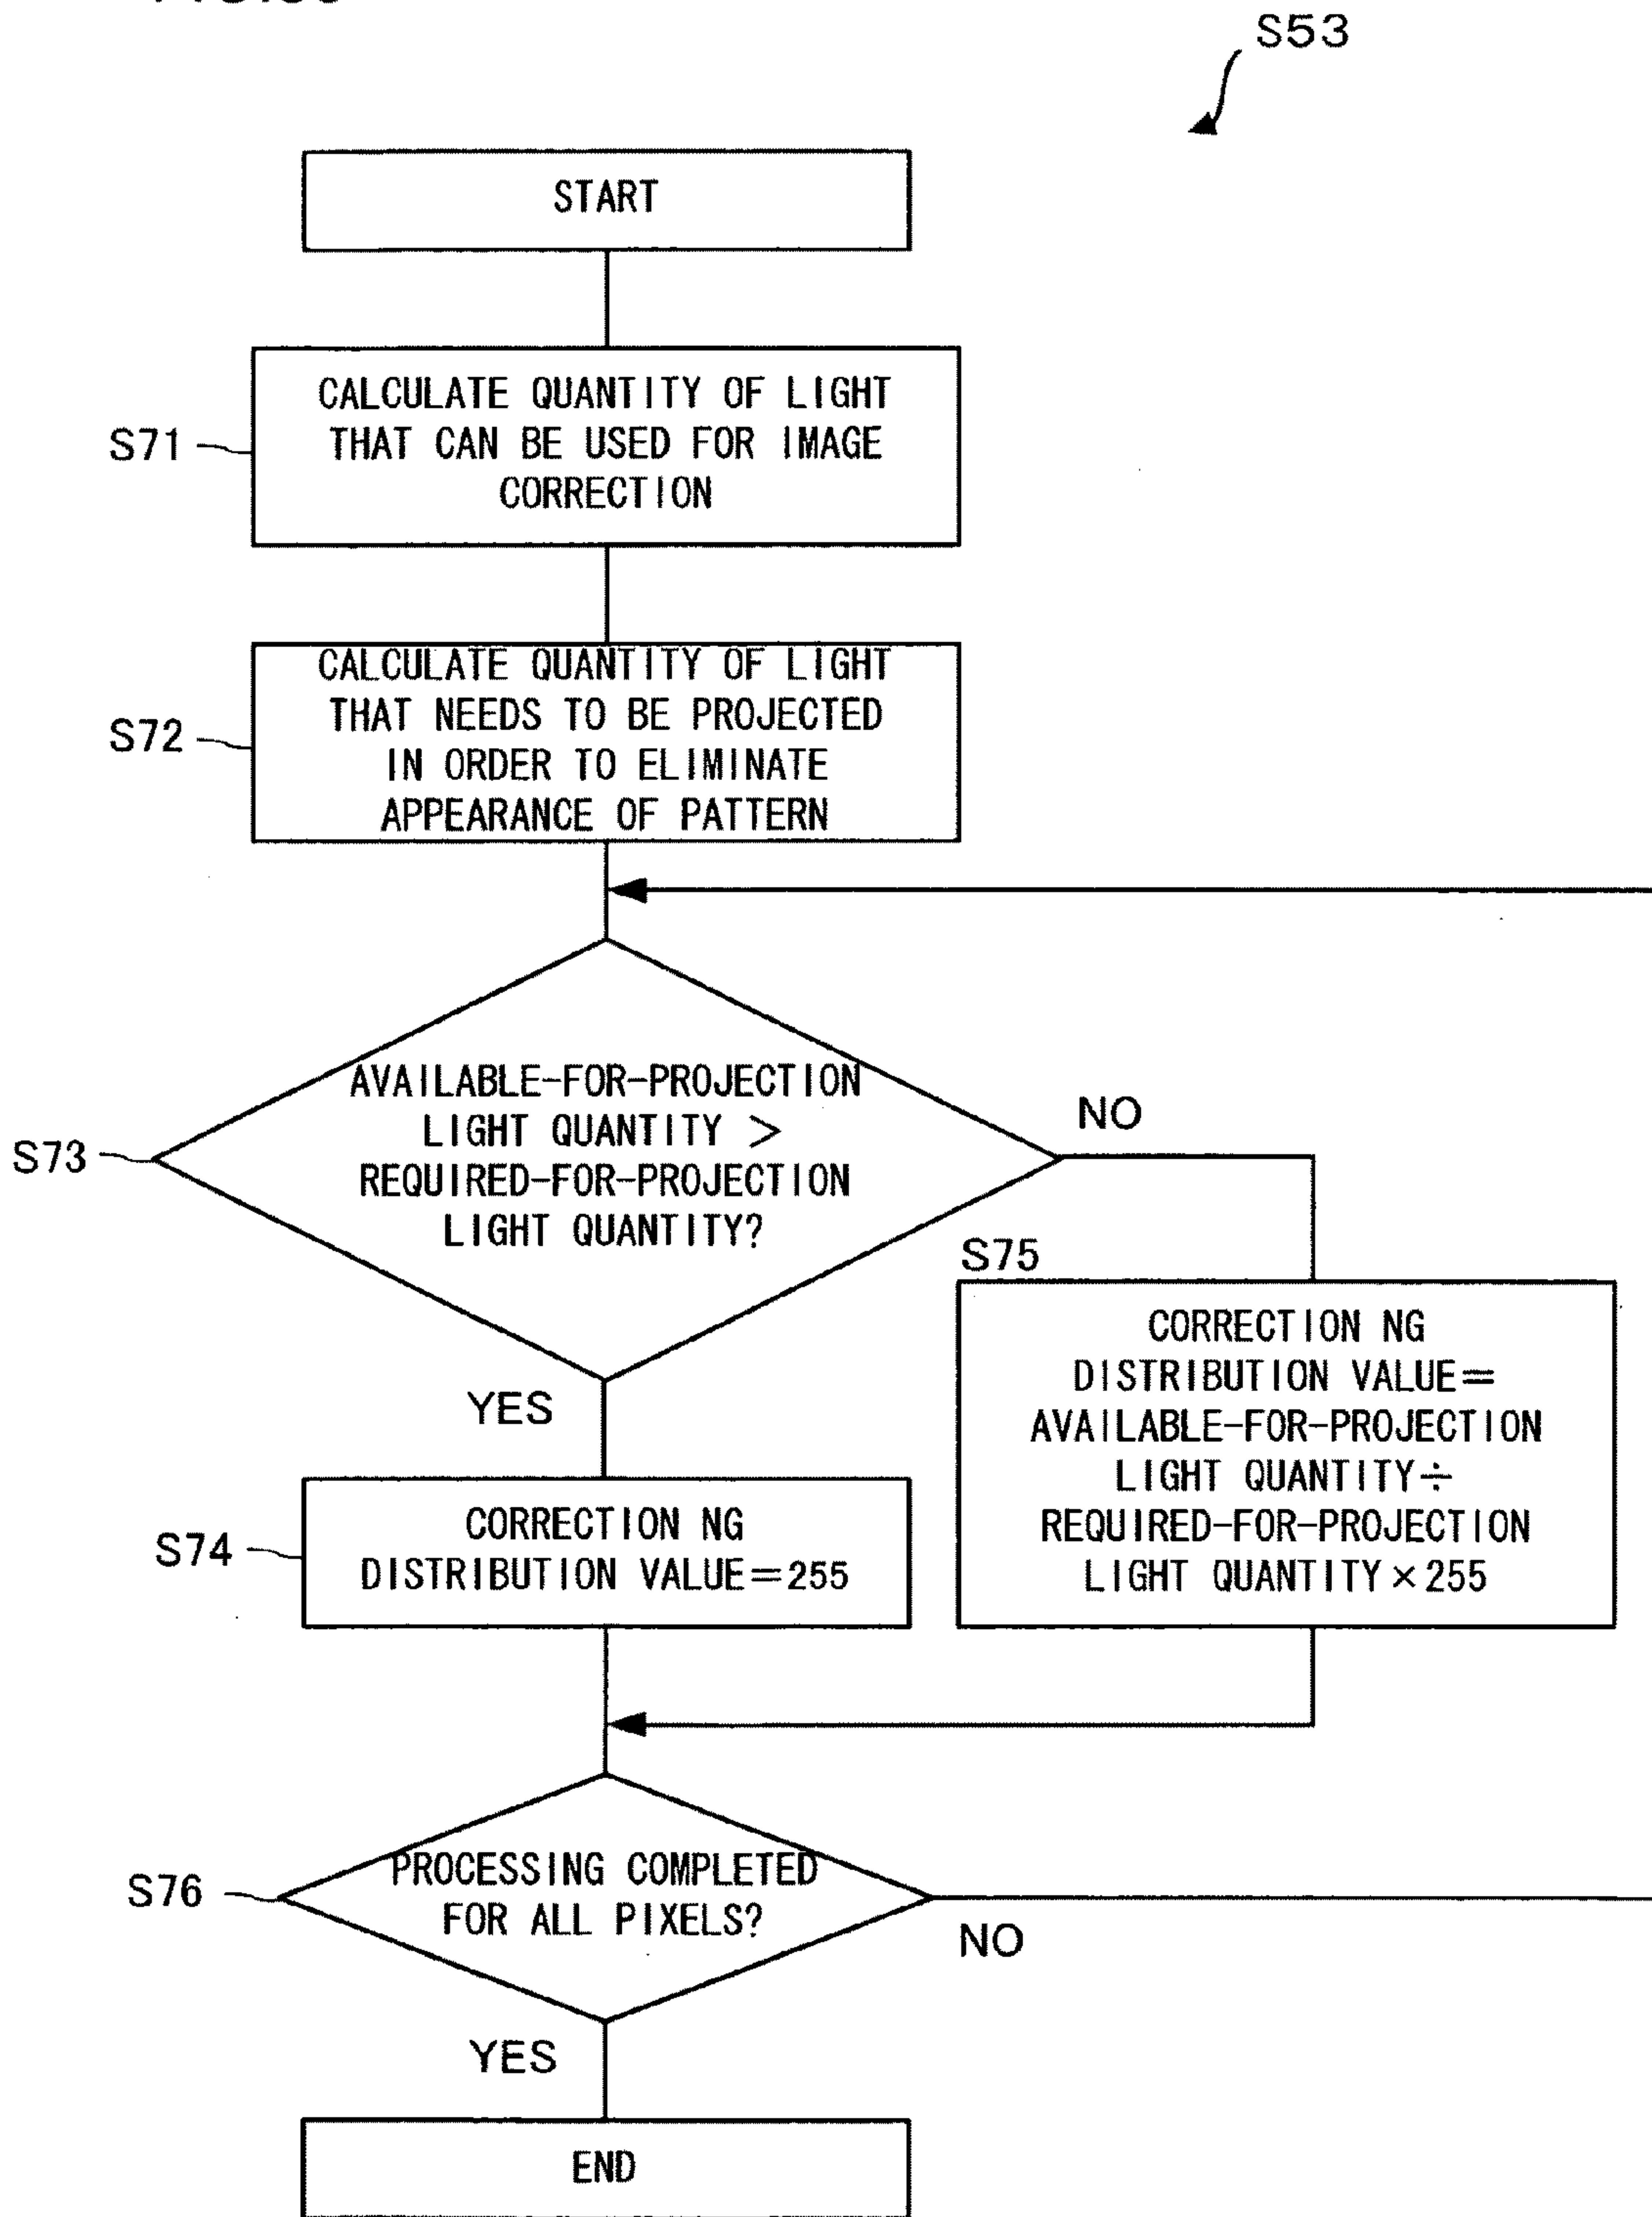 S53
START
S71
CALCULATE QUANTITY OF LIGHT
THAT CAN BE USED FOR IMAGE
CORRECTION
S72
CALCULATE QUANTITY OF LIGHT
THAT NEEDS TO BE PROJECTED
IN ORDER TO ELIMINATE
APPEARANCE OF PATTERN
S73
AVAILABLE-FOR-PROJECTION
LIGHT QUANTITY >
REQUIRED-FOR-PROJECTION
LIGHT QUANTITY?
NO
YES
S75
CORRECTION NG
DISTRIBUTION VALUE=
AVAILABLE-FOR-PROJECTION
LIGHT QUANTITY÷
REQUIRED-FOR-PROJECTION
LIGHT QUANTITY×255
S74
CORRECTION NG
DISTRIBUTION VALUE=255
S76
PROCESSING COMPLETED
FOR ALL PIXELS?
NO
YES
END